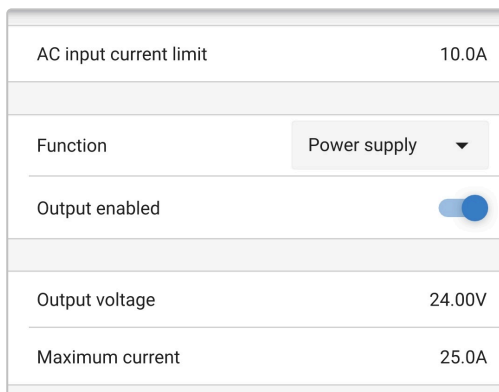 AC input current limit 10.0A
Function Power supply
Output enabled
Output voltage 24.00V
Maximum current 25.0A